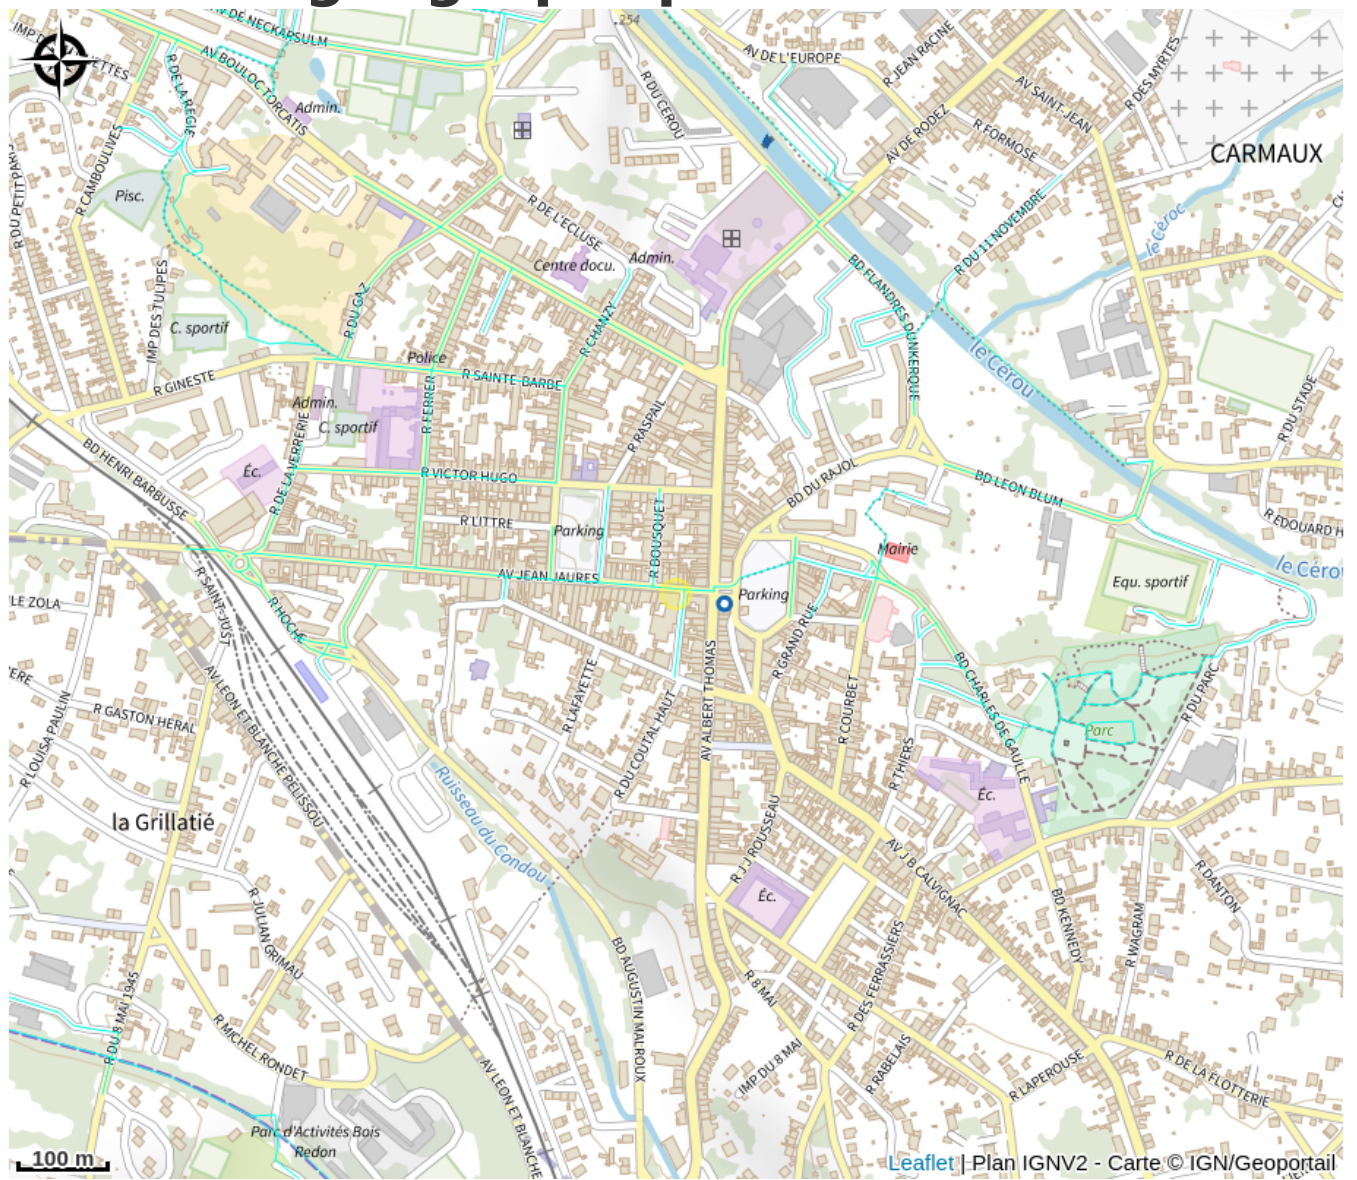 AV DE NECKARSULM
.254
AV BOULOC TORCATIS
R DE LA REGLE
Admin.
R DU CEROU
AV DE L'EUROPE
R JEAN RACINE
AV SAINT-JEAN
R DES MYRTES
R FORMOSE
AV DE RODEZ
CARMAUX
R CAMBOULIVES
R DU PETIT PARIS
Pisc.
R DE L'ECLUSE
Centre docu.
Admin.
R DU 11 NOVEMBRE
le Céroc
IMP DES TULIPES
C. sportif
R DU GAZ
R CHANZY
BD FLANDRES DUNKERQUE
le Cérou
Police
R SAINTE-BARBE
R GINESTE
R FERRER
Admin.
C. sportif
R RASPAIL
R DU STADE
BD HENRI BARBUSSE
Éc.
R DE LA VERRERIE
R VICTOR HUGO
BD DU RAJOL
BD LEON BLUM
R LITTRE
Parking
R BOUSQUET
R EDOUARD H
Mairie
AV JEAN JAURES
Parking
Equ. sportif
le Cérou
LE ZOLA
R SAINT-JUST
R HOCHE
R GRAND RUE
R LAFAYETTE
AV ALBERT THOMAS
BD CHARLES DE GAULLE
R DU PARC
AV LEON ET BLANCHE PELISSOU
R GASTON HERAL
R LOUISA PAULIN
R DU COUTAL HAUT
R COURBET
R THIERS
Parc
Ruisseau du Candou
Éc.
la Grillatié
R J J ROUSSEAU
AV J B CALVIGNAC
R DANTON
Éc.
BD KENNEDY
R WAGRAM
R JULIAN GRIMAU
BD AUGUSTIN MALROUX
R 8 MAI
R DES FERRASSIERS
R DU 8 MAI 1945
R MICHEL RONDET
IMP DU 8 MAI
R RABELAIS
R LAPEROUSE
R DE LA FLOTTERIE
AV LEON ET BLANCHE
Parc d'Activités Bois
Redon
100 m
Leaflet | Plan IGNV2 - Carte © IGN/Geoportail